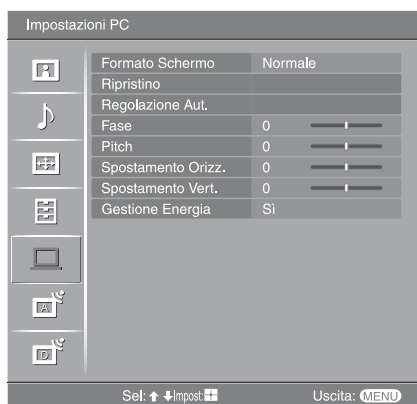 Impostazioni PC
Formato Schermo Normale
Ripristino
Regolazione Aut.
Fase 0
Pitch 0
Spostamento Orizz. 0
Spostamento Vert. 0
Gestione Energia Sì
A
D
Sel: Impost: Uscita: MENU